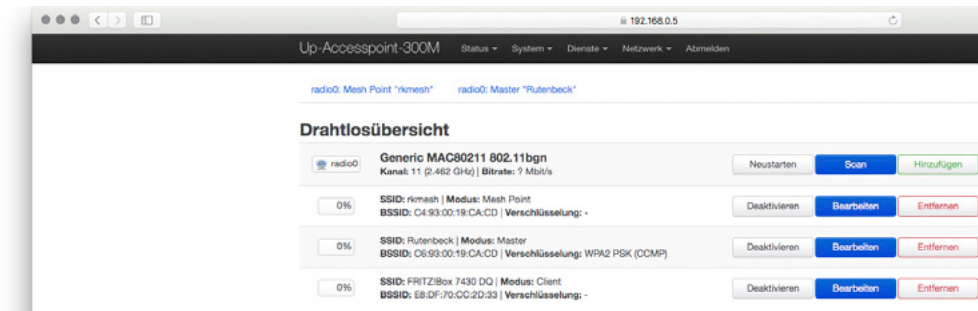 192.168.0.5
Up-Accesspoint-300M Status System Dienste Netzwerk Abmelden
radio0: Mesh Point "rkmesh" radio0: Master "Rutenbeck"
Drahtlosübersicht
radio0 Generic MAC80211 802.11bgn Neustarten Scan Hinzufügen
Kanal: 11 (2.462 GHz) | Bitrate: ? Mbit/s
0% SSID: rkmesh | Modus: Mesh Point Deaktivieren Bearbeiten Entfernen
BSSID: C4:93:00:19:CA:CD | Verschlüsselung: -
0% SSID: Rutenbeck | Modus: Master Deaktivieren Bearbeiten Entfernen
BSSID: C6:93:00:19:CA:CD | Verschlüsselung: WPA2 PSK (CCMP)
0% SSID: FRITZ!Box 7430 DQ | Modus: Client Deaktivieren Bearbeiten Entfernen
BSSID: E8:DF:70:CC:2D:33 | Verschlüsselung: -